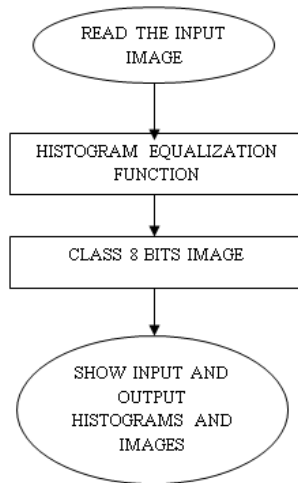 READ THE INPUT
IMAGE
HISTOGRAM EQUALIZATION
FUNCTION
CLASS 8 BITS IMAGE
SHOW INPUT AND
OUTPUT
HISTOGRAMS AND
IMAGES